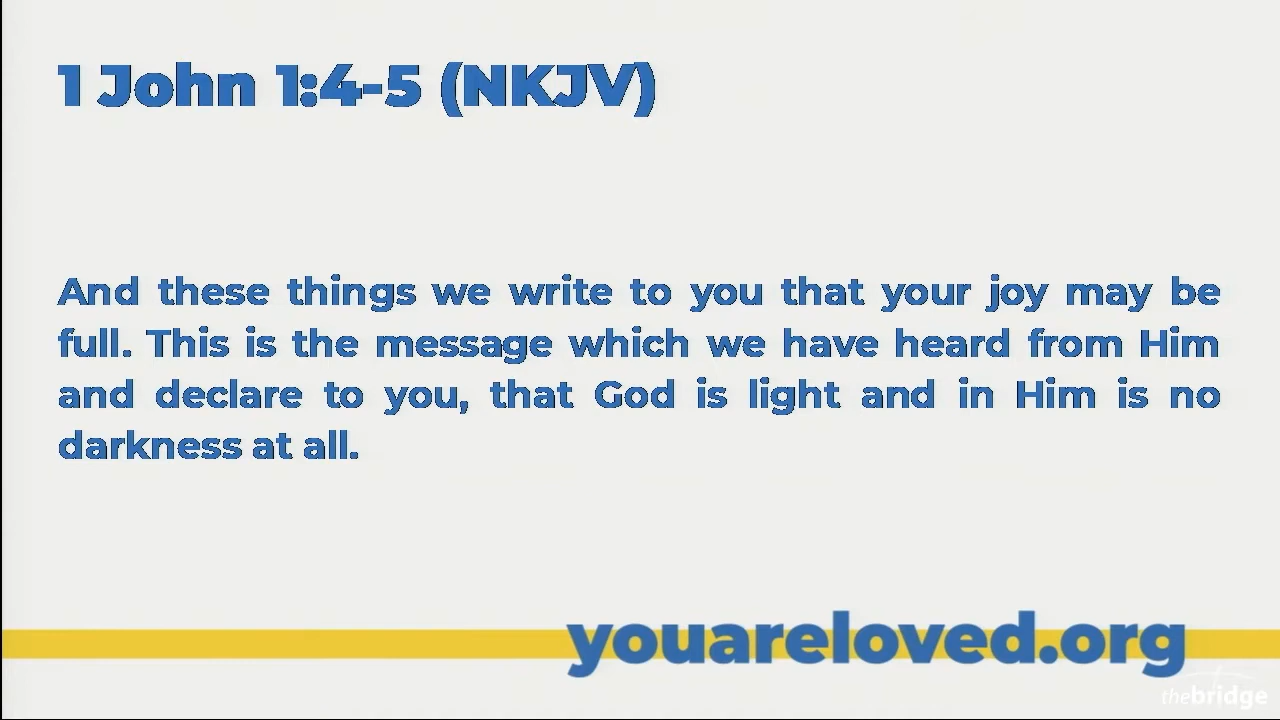 1 John 1:4-5 (NKJV)
And these things we write to you that your joy may be
full. This is the message which we have heard from Him
and declare to you, that God is light and in Him is no
darkness at all.
youareloved.org
thebridge